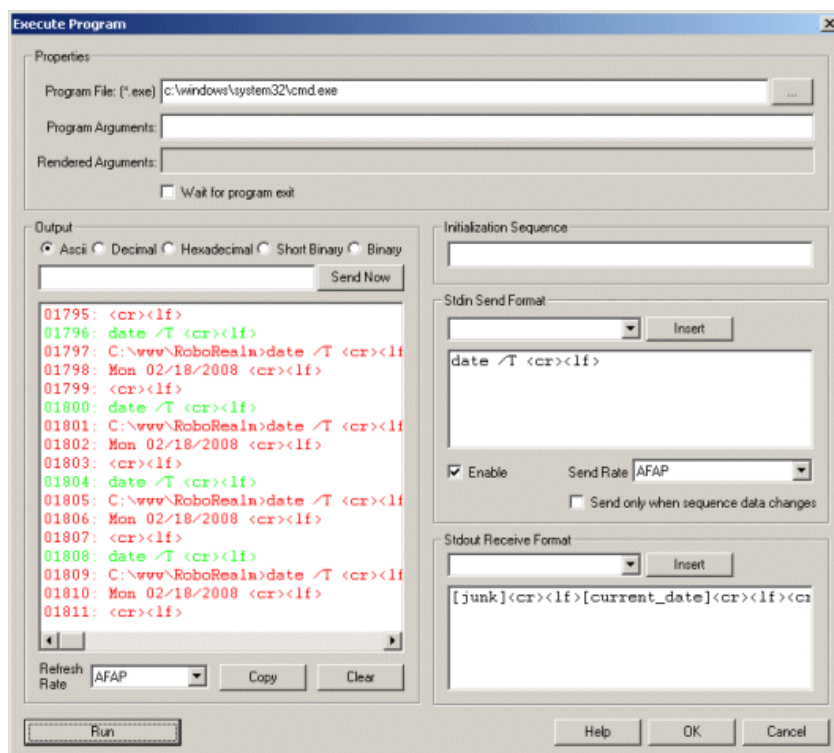 Execute Program
Properties
Program File: (*.exe) c:\windows\system32\cmd.exe ...
Program Arguments:
Rendered Arguments:
Wait for program exit
Output
Ascii Decimal Hexadecimal Short Binary Binary
Send Now
01795: <cr><lf>
01796: date /T <cr><lf>
01797: C:\www\RoboRealm>date /T <cr><lf
01798: Mon 02/18/2008 <cr><lf>
01799: <cr><lf>
01800: date /T <cr><lf>
01801: C:\www\RoboRealm>date /T <cr><lf
01802: Mon 02/18/2008 <cr><lf>
01803: <cr><lf>
01804: date /T <cr><lf>
01805: C:\www\RoboRealm>date /T <cr><lf
01806: Mon 02/18/2008 <cr><lf>
01807: <cr><lf>
01808: date /T <cr><lf>
01809: C:\www\RoboRealm>date /T <cr><lf
01810: Mon 02/18/2008 <cr><lf>
01811: <cr><lf>
Refresh Rate AFAP Copy Clear
Initialization Sequence
Stdin Send Format
Insert
date /T <cr><lf>
Enable Send Rate AFAP
Send only when sequence data changes
Stdout Receive Format
Insert
[junk]<cr><lf>[current_date]<cr><lf><cr
Run Help OK Cancel